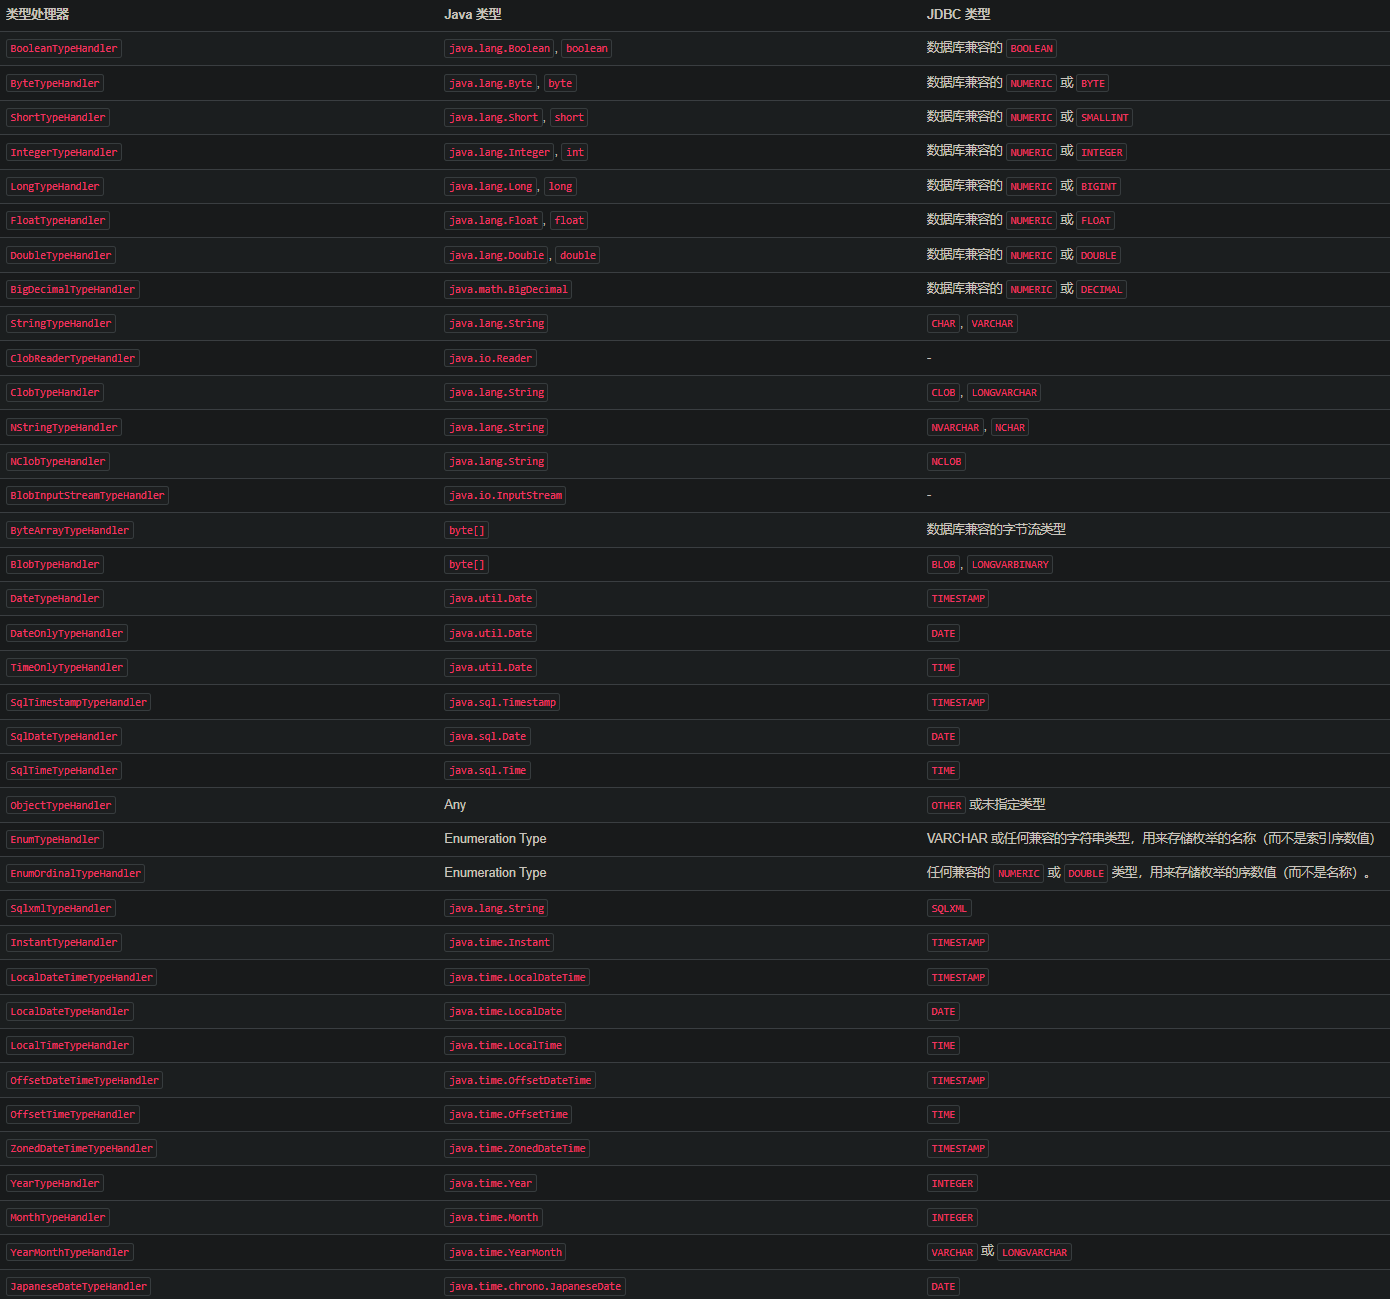 类型处理器 Java 类型 JDBC 类型
BooleanTypeHandler java.lang.Boolean, boolean 数据库兼容的 BOOLEAN
ByteTypeHandler java.lang.Byte, byte 数据库兼容的 NUMERIC 或 BYTE
ShortTypeHandler java.lang.Short, short 数据库兼容的 NUMERIC 或 SMALLINT
IntegerTypeHandler java.lang.Integer, int 数据库兼容的 NUMERIC 或 INTEGER
LongTypeHandler java.lang.Long, long 数据库兼容的 NUMERIC 或 BIGINT
FloatTypeHandler java.lang.Float, float 数据库兼容的 NUMERIC 或 FLOAT
DoubleTypeHandler java.lang.Double, double 数据库兼容的 NUMERIC 或 DOUBLE
BigDecimalTypeHandler java.math.BigDecimal 数据库兼容的 NUMERIC 或 DECIMAL
StringTypeHandler java.lang.String CHAR, VARCHAR
ClobReaderTypeHandler java.io.Reader -
ClobTypeHandler java.lang.String CLOB, LONGVARCHAR
NStringTypeHandler java.lang.String NVARCHAR, NCHAR
NClobTypeHandler java.lang.String NCLOB
BlobInputStreamTypeHandler java.io.InputStream -
ByteArrayTypeHandler byte[] 数据库兼容的字节流类型
BlobTypeHandler byte[] BLOB, LONGVARBINARY
DateTypeHandler java.util.Date TIMESTAMP
DateOnlyTypeHandler java.util.Date DATE
TimeOnlyTypeHandler java.util.Date TIME
SqlTimestampTypeHandler java.sql.Timestamp TIMESTAMP
SqlDateTypeHandler java.sql.Date DATE
SqlTimeTypeHandler java.sql.Time TIME
ObjectTypeHandler Any OTHER 或未指定类型
EnumTypeHandler Enumeration Type VARCHAR 或任何兼容的字符串类型，用来存储枚举的名称（而不是索引序数值）
EnumOrdinalTypeHandler Enumeration Type 任何兼容的 NUMERIC 或 DOUBLE 类型，用来存储枚举的序数值（而不是名称）。
SqlxmlTypeHandler java.lang.String SQLXML
InstantTypeHandler java.time.Instant TIMESTAMP
LocalDateTimeTypeHandler java.time.LocalDateTime TIMESTAMP
LocalDateTypeHandler java.time.LocalDate DATE
LocalTimeTypeHandler java.time.LocalTime TIME
OffsetDateTimeTypeHandler java.time.OffsetDateTime TIMESTAMP
OffsetTimeTypeHandler java.time.OffsetTime TIME
ZonedDateTimeTypeHandler java.time.ZonedDateTime TIMESTAMP
YearTypeHandler java.time.Year INTEGER
MonthTypeHandler java.time.Month INTEGER
YearMonthTypeHandler java.time.YearMonth VARCHAR 或 LONGVARCHAR
JapaneseDateTypeHandler java.time.chrono.JapaneseDate DATE